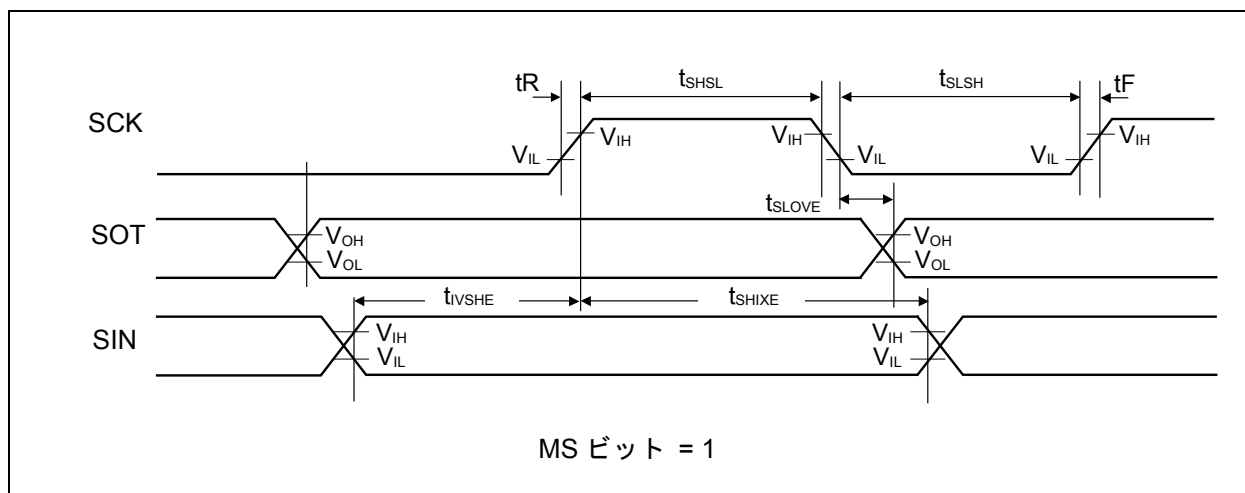 tR tSHSL tSLSH tF
SCK VIH VIH VIH
VIL VIL VIL
tSLOVE
SOT VOH VOH
VOL VOL
tIVSHE tSHIXE
SIN VIH VIH
VIL VIL
MS ビット = 1